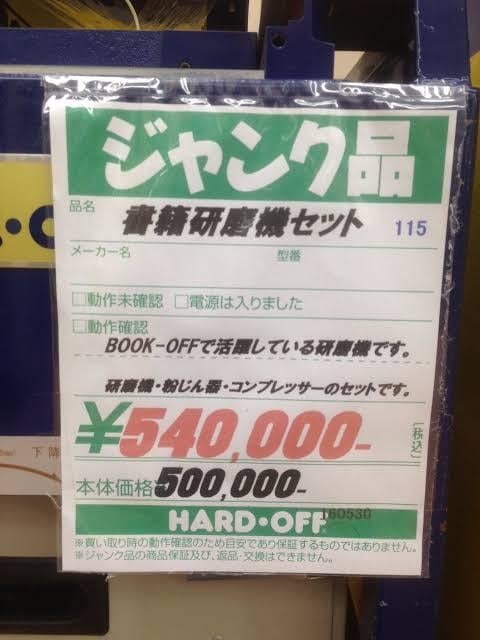 ジャンク品
品名
書籍研磨機セット 115
メーカー名 型番
□動作未確認 □電源は入りました
□動作確認
BOOK-OFFで活躍している研磨機です。
研磨機・粉じん器・コンプレッサーのセットです。
¥540,000-
(税込)
本体価格 500,000-
160530
HARD・OFF
※買い取り時の動作確認のため目安であり保証するものではありません。
※ジャンク品の商品保証及び、返品・交換はできません。
下降